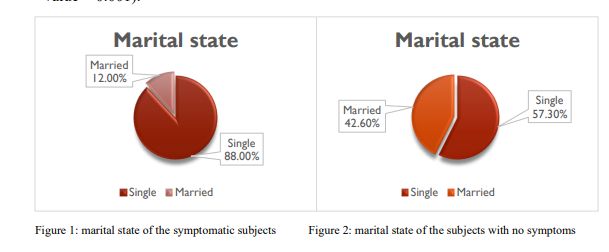 Marital state
Married
12.00%
Single
88.00%
Single Married
Marital state
Married
42.60%
Single
57.30%
Single Married
Figure 1: marital state of the symptomatic subjects
Figure 2: marital state of the subjects with no symptoms